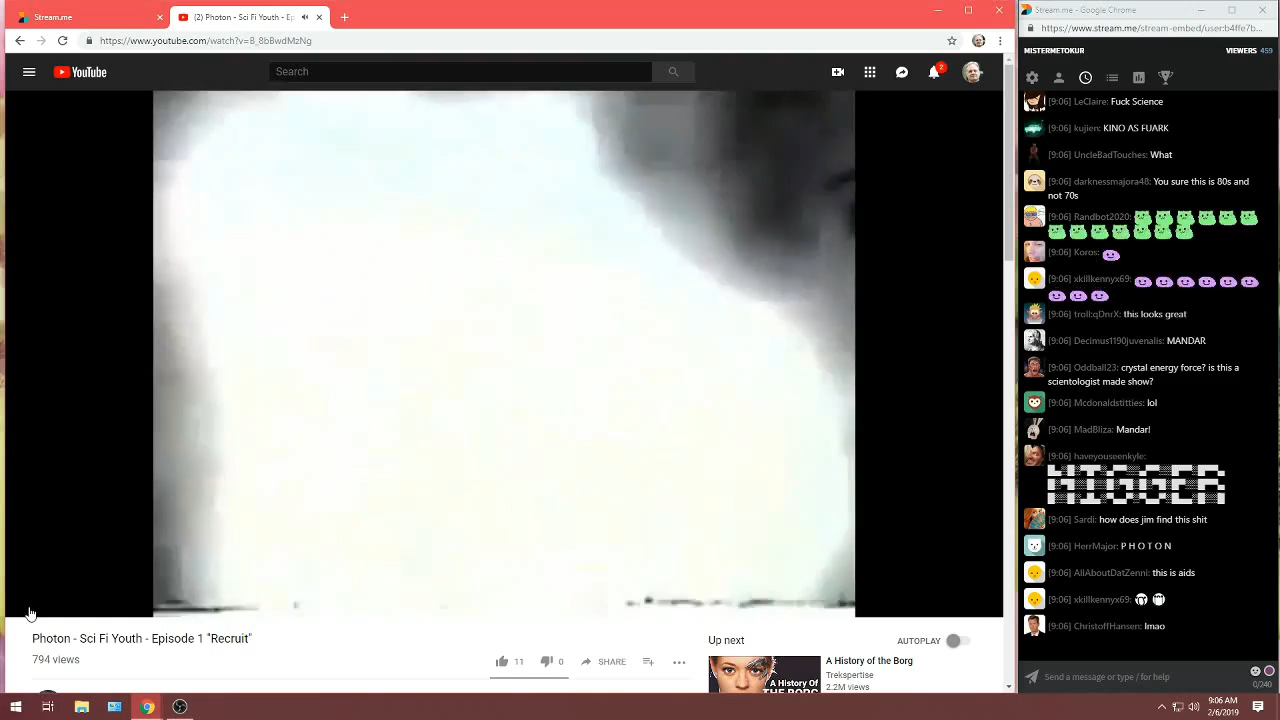 Stream.me
(2) Photon - Sci Fi Youth - Ep
https://www.youtube.com/watch?v=B_8bBwdMzNg
YouTube
Search
2
Photon - Sci Fi Youth - Episode 1 "Recruit"
794 views
11
0
SHARE
Up next
AUTOPLAY
A History of the Borg
Trekspertise
2.2M views
A History Of
THE BORG
Stream.me - Google Chrome
https://www.stream.me/stream-embed/user:b4ffe7b...
MISTERMETOKUR
VIEWERS 459
[9:06] LeClaire: Fuck Science
[9:06] kujien: KINO AS FUARK
[9:06] UncleBadTouches: What
[9:06] darknessmajora48: You sure this is 80s and
not 70s
[9:06] Randbot2020:
[9:06] Koros:
[9:06] xkillkennyx69:
[9:06] troll:qDnrX: this looks great
[9:06] Decimus1190juvenalis: MANDAR
[9:06] Oddball23: crystal energy force? is this a
scientologist made show?
[9:06] Mcdonaldstitties: lol
[9:06] MadBliza: Mandar!
[9:06] haveyouseenkyle:
[9:06] Sardi: how does jim find this shit
[9:06] HerrMajor: P H O T O N
[9:06] AllAboutDatZenni: this is aids
[9:06] xkillkennyx69:
[9:06] ChristoffHansen: lmao
Send a message or type / for help
0/240
9:06 AM
2/6/2019